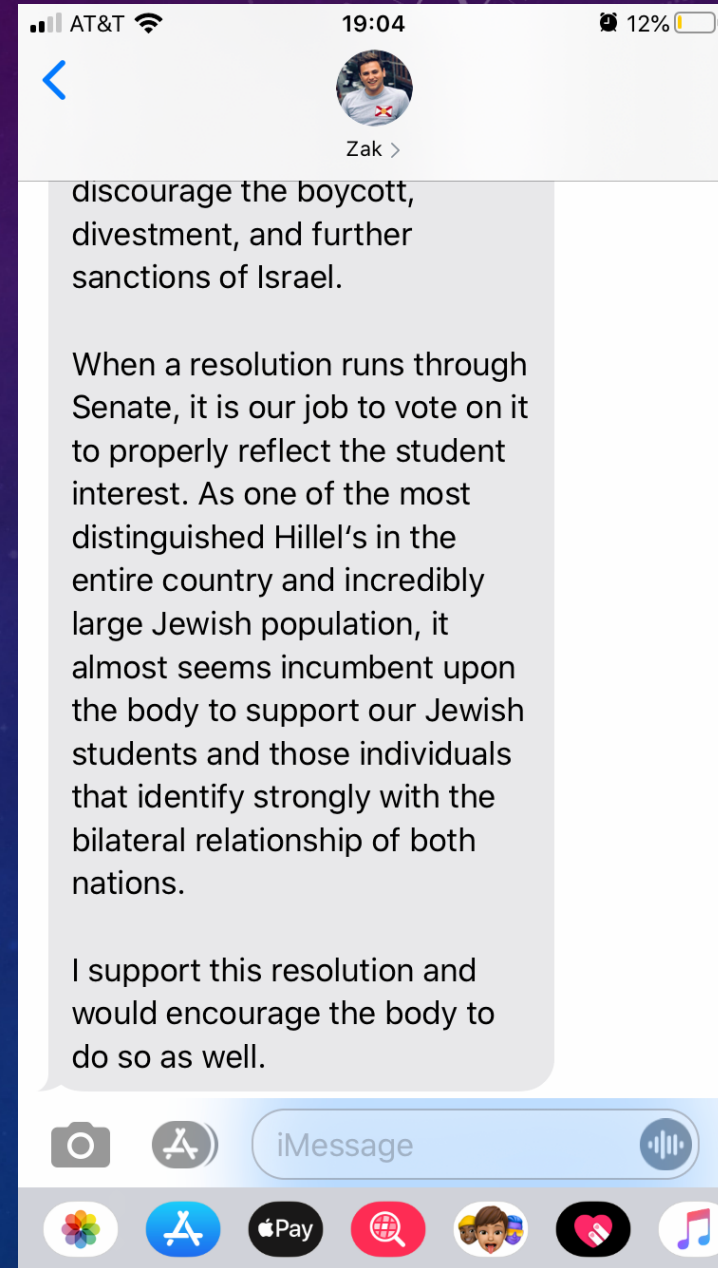 AT&T
19:04
12%
Zak
discourage the boycott,
divestment, and further
sanctions of Israel.
When a resolution runs through
Senate, it is our job to vote on it
to properly reflect the student
interest. As one of the most
distinguished Hillel‘s in the
entire country and incredibly
large Jewish population, it
almost seems incumbent upon
the body to support our Jewish
students and those individuals
that identify strongly with the
bilateral relationship of both
nations.
I support this resolution and
would encourage the body to
do so as well.
iMessage
Pay